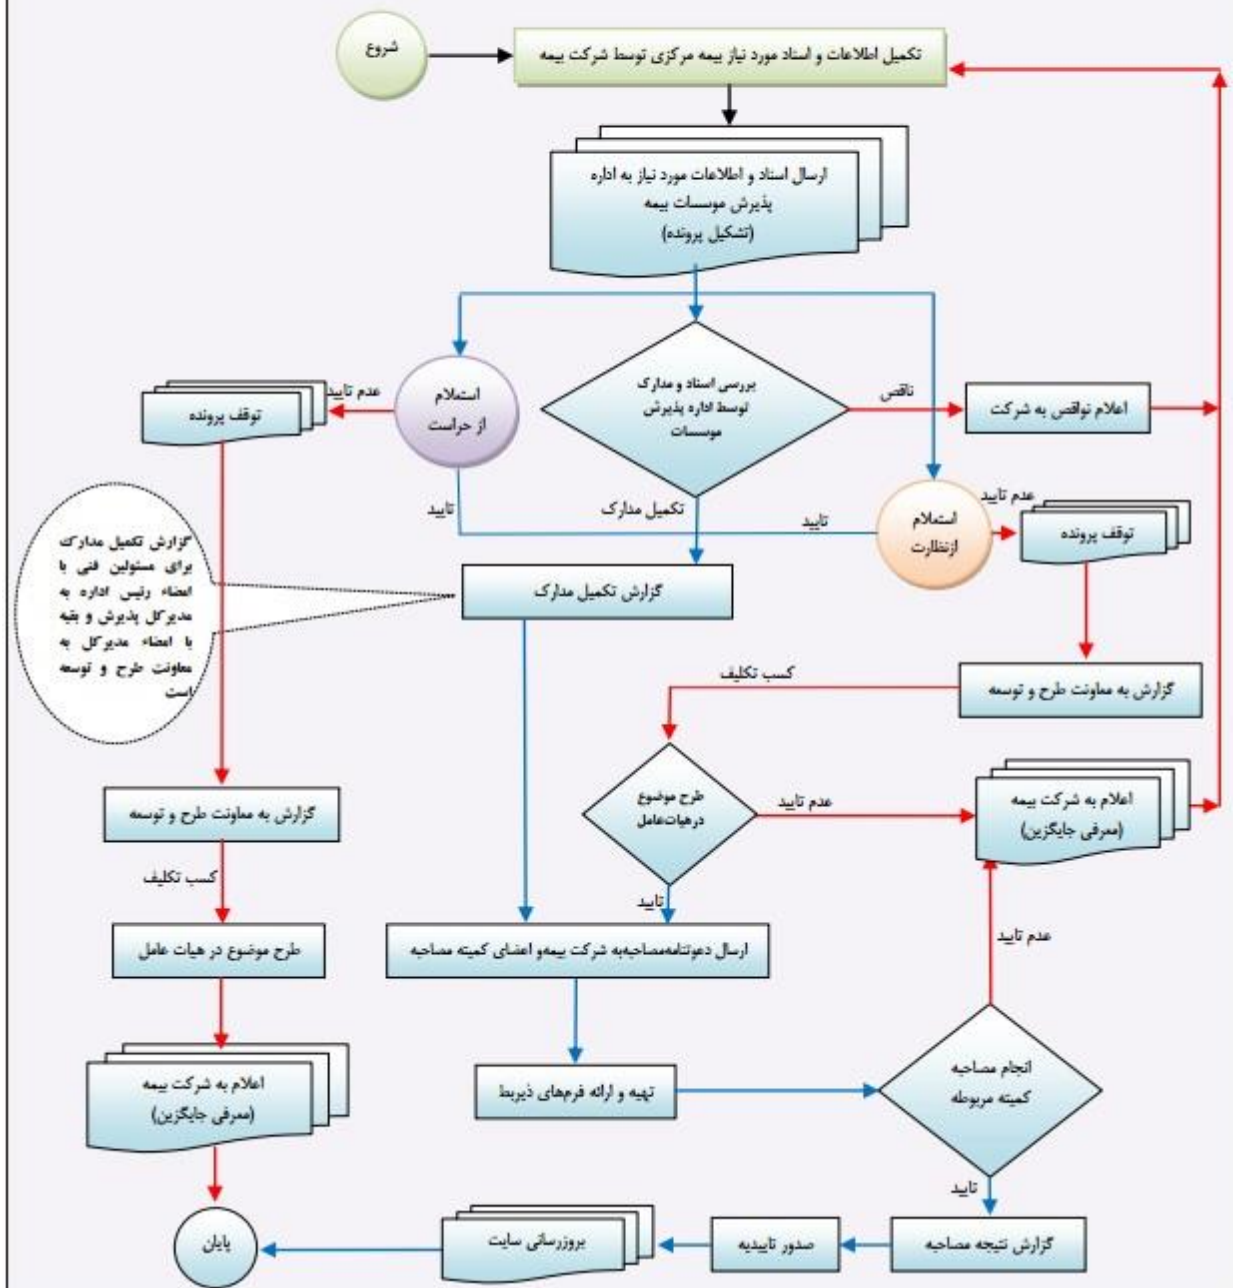 شروع
تکمیل اطلاعات و اسناد مورد نیاز بیمه مرکزی توسط شرکت بیمه
ارسال اسناد و اطلاعات مورد نیاز به اداره
پذیرش موسسات بیمه
(تشکیل پرونده)
بررسی اسناد و مدارک
توسط اداره پذیرش
موسسات
ناقص
اعلام نواقص به شرکت
استعلام
از حراست
عدم تایید
توقف پرونده
تایید
تکمیل مدارک
تایید
استعلام
ازنظارت
عدم تایید
توقف پرونده
گزارش تکمیل مدارک
برای مسئولین فنی با
امضاء رئیس اداره به
مدیرکل پذیرش و بقیه
با امضاء مدیرکل به
معاونت طرح و توسعه
است
گزارش تکمیل مدارک
گزارش به معاونت طرح و توسعه
کسب تکلیف
طرح موضوع
درهیات‌عامل
عدم تایید
اعلام به شرکت بیمه
(معرفی جایگزین)
تایید
گزارش به معاونت طرح و توسعه
کسب تکلیف
طرح موضوع در هیات عامل
اعلام به شرکت بیمه
(معرفی جایگزین)
ارسال دعوتنامه‌مصاحبه‌به شرکت بیمه‌و اعضای کمیته مصاحبه
تهیه و ارائه فرم‌های ذیربط
انجام مصاحبه
کمیته مربوطه
عدم تایید
تایید
گزارش نتیجه مصاحبه
صدور تاییدیه
بروزرسانی سایت
پایان